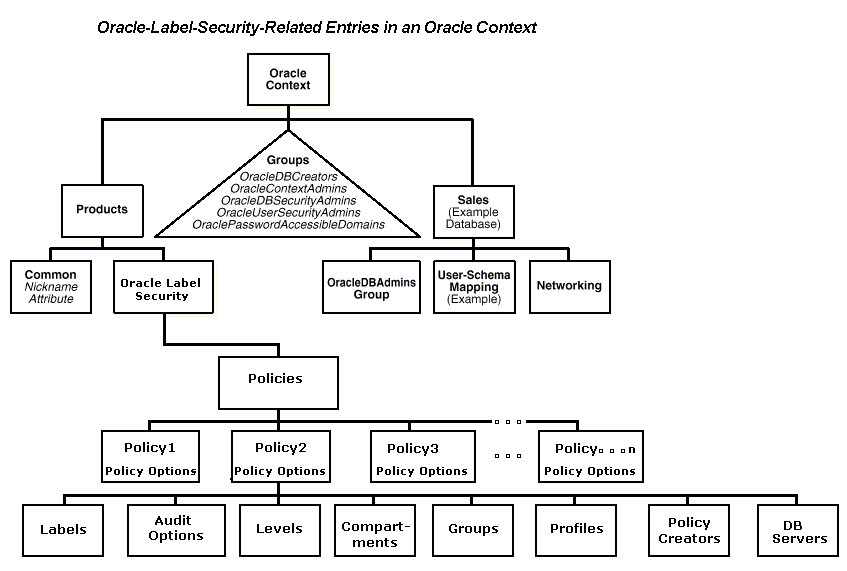 Oracle-Label-Security-Related Entries in an Oracle Context
Oracle
Context
Groups
OracleDBCreators
OracleContextAdmins
OracleDBSecurityAdmins
OracleUserSecurityAdmins
OraclePasswordAccessibleDomains
Products
Sales
(Example
Database)
Common
Nickname
Attribute
Oracle Label
Security
OracleDBAdmins
Group
User-Schema
Mapping
(Example)
Networking
Policies
Policy1
Policy Options
Policy2
Policy Options
Policy3
Policy Options
Policy...n
Policy Options
Labels
Audit
Options
Levels
Compart-
ments
Groups
Profiles
Policy
Creators
DB
Servers